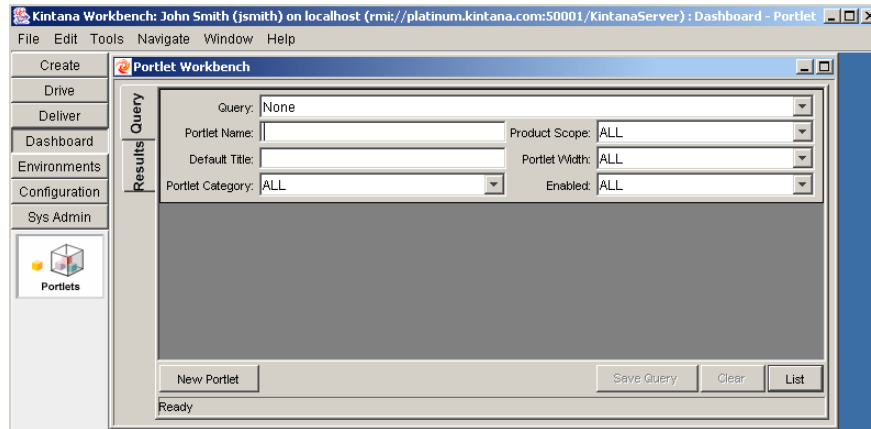 Kintana Workbench: John Smith (jsmith) on localhost (rmi://platinum.kintana.com:50001/KintanaServer) : Dashboard - Portlet
File Edit Tools Navigate Window Help
Create
Drive
Deliver
Dashboard
Environments
Configuration
Sys Admin
Portlets
Portlet Workbench
Query
Results
Query: None
Portlet Name: Product Scope: ALL
Default Title: Portlet Width: ALL
Portlet Category: ALL Enabled: ALL
New Portlet Save Query Clear List
Ready